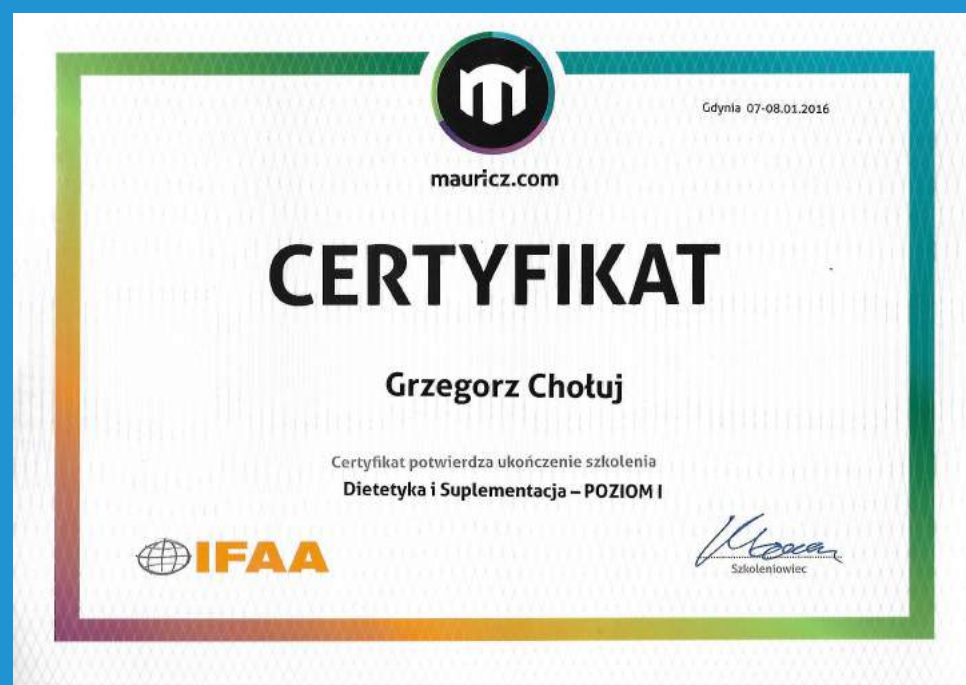 Gdynia 07-08.01.2016
mauricz.com
CERTYFIKAT
Grzegorz Chołuj
Certyfikat potwierdza ukończenie szkolenia
Dietetyka i Suplementacja – POZIOM I
IFAA
Szkoleniowiec